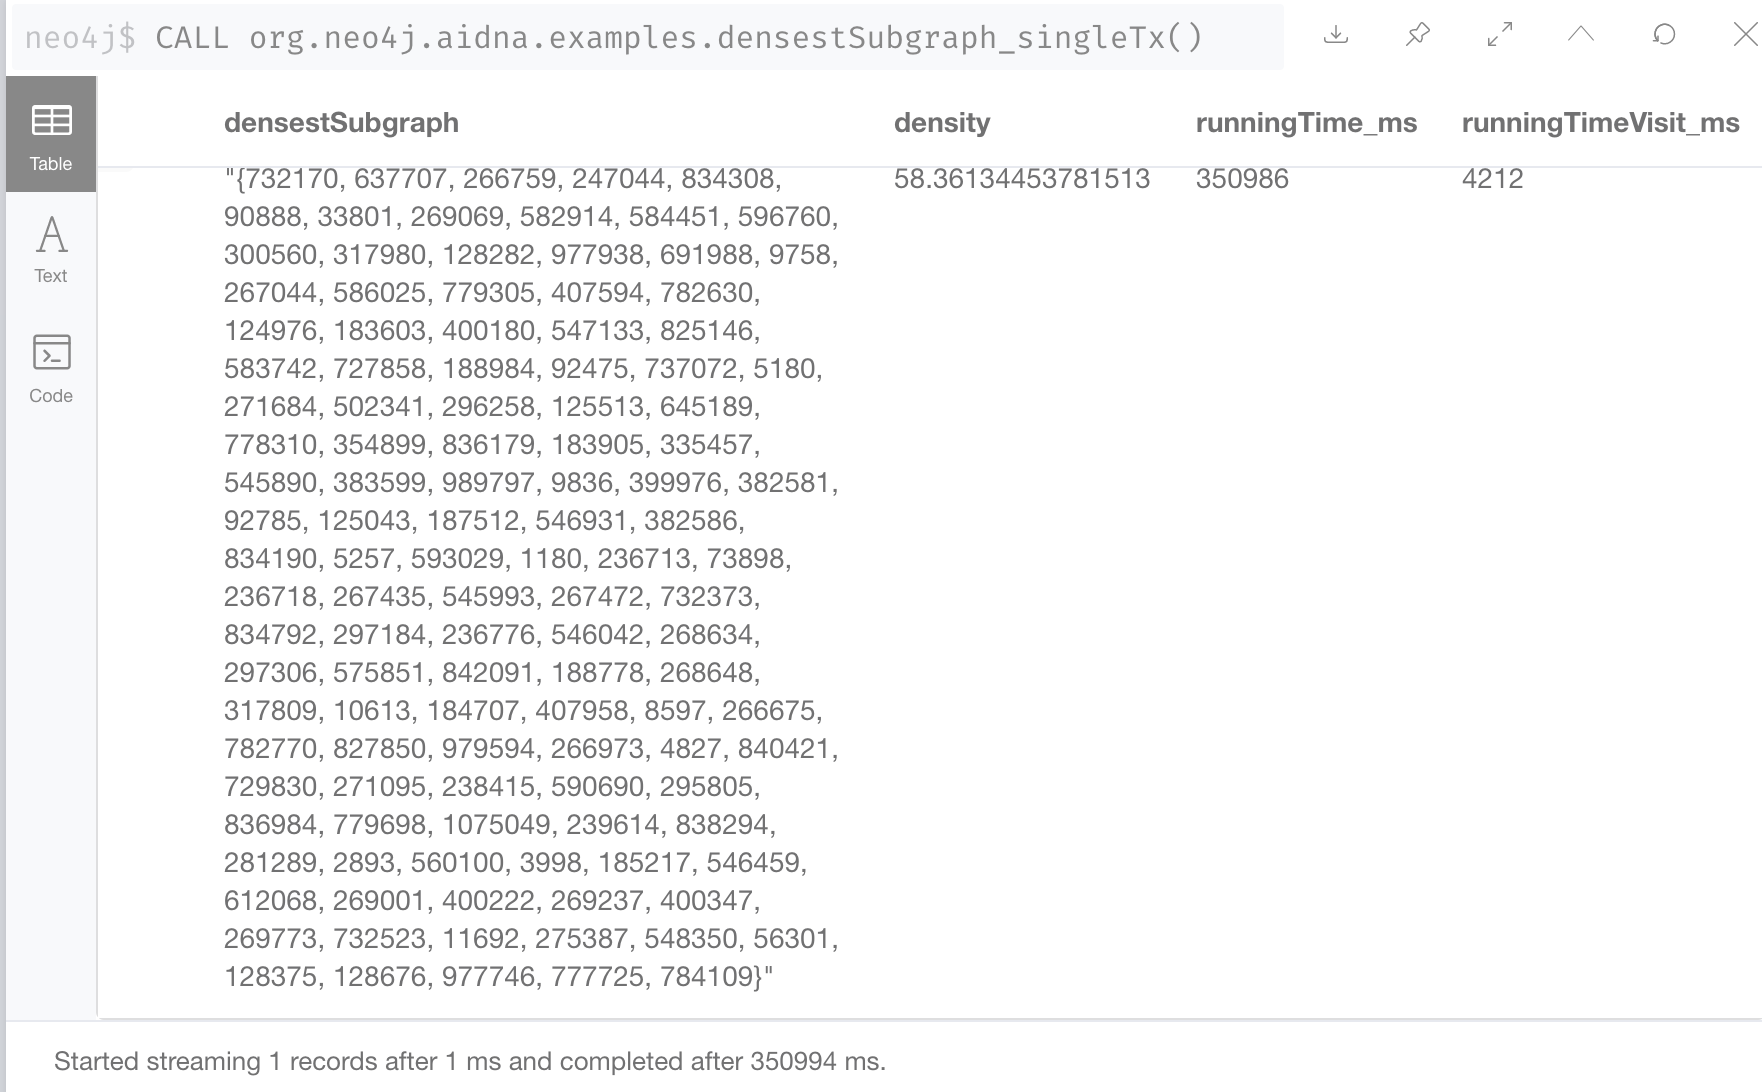 neo4j$ CALL org.neo4j.aidna.examples.densestSubgraph_singleTx()
Table
Text
Code
densestSubgraph density runningTime_ms runningTimeVisit_ms
"{732170, 637707, 266759, 247044, 834308, 58.36134453781513 350986 4212
90888, 33801, 269069, 582914, 584451, 596760,
300560, 317980, 128282, 977938, 691988, 9758,
267044, 586025, 779305, 407594, 782630,
124976, 183603, 400180, 547133, 825146,
583742, 727858, 188984, 92475, 737072, 5180,
271684, 502341, 296258, 125513, 645189,
778310, 354899, 836179, 183905, 335457,
545890, 383599, 989797, 9836, 399976, 382581,
92785, 125043, 187512, 546931, 382586,
834190, 5257, 593029, 1180, 236713, 73898,
236718, 267435, 545993, 267472, 732373,
834792, 297184, 236776, 546042, 268634,
297306, 575851, 842091, 188778, 268648,
317809, 10613, 184707, 407958, 8597, 266675,
782770, 827850, 979594, 266973, 4827, 840421,
729830, 271095, 238415, 590690, 295805,
836984, 779698, 1075049, 239614, 838294,
281289, 2893, 560100, 3998, 185217, 546459,
612068, 269001, 400222, 269237, 400347,
269773, 732523, 11692, 275387, 548350, 56301,
128375, 128676, 977746, 777725, 784109}"
Started streaming 1 records after 1 ms and completed after 350994 ms.